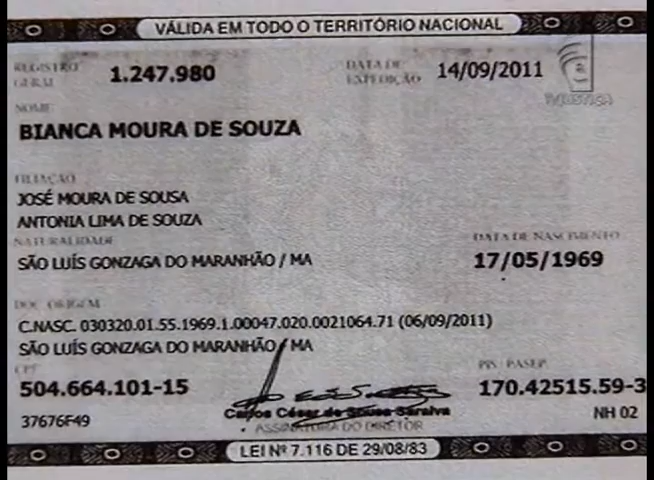 VÁLIDA EM TODO O TERRITÓRIO NACIONAL
REGISTRO GERAL 1.247.980 DATA DE EXPEDIÇÃO 14/09/2011
TV JUSTIÇA
NOME
BIANCA MOURA DE SOUZA
FILIAÇÃO
JOSÉ MOURA DE SOUSA
ANTONIA LIMA DE SOUZA
NATURALIDADE DATA DE NASCIMENTO
SÃO LUÍS GONZAGA DO MARANHÃO / MA 17/05/1969
DOC ORIGEM
C.NASC. 030320.01.55.1969.1.00047.020.0021064.71 (06/09/2011)
SÃO LUÍS GONZAGA DO MARANHÃO / MA
CPF PIS / PASEP
504.664.101-15 170.42515.59-3
37676F49 Carlos César de Sousa Saraiva NH 02
ASSINATURA DO DIRETOR
LEI Nº 7.116 DE 29/08/83